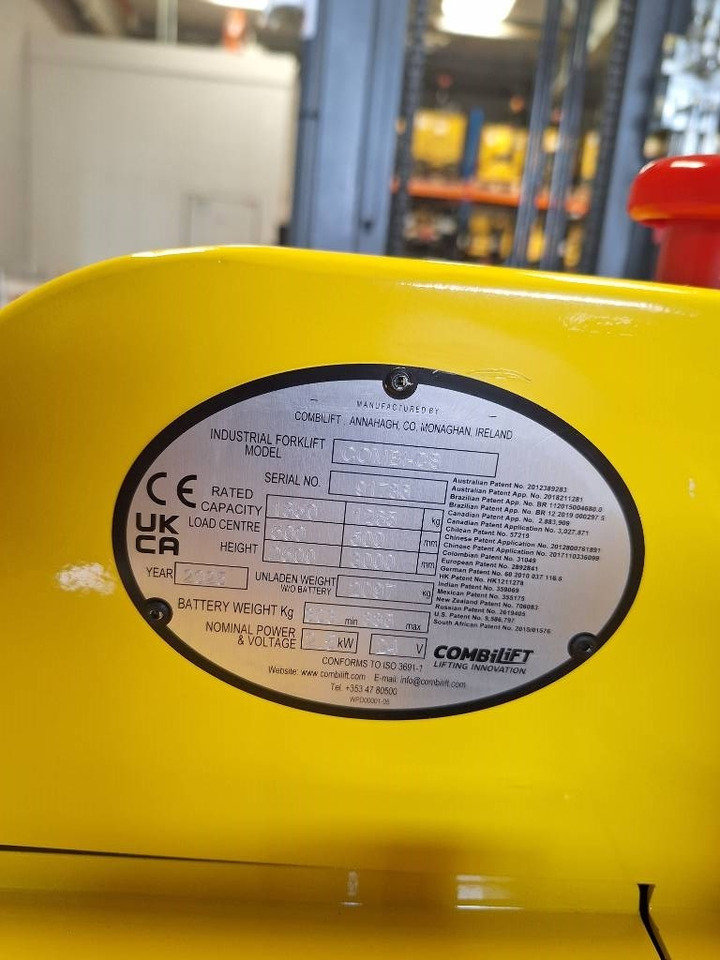 MANUFACTURED BY
COMBILIFT , ANNAHAGH, CO, MONAGHAN, IRELAND
INDUSTRIAL FORKLIFT MODEL COMBI-CS
SERIAL NO.
CE
UK
CA
RATED CAPACITY kg
LOAD CENTRE 600 mm
HEIGHT mm
YEAR
UNLADEN WEIGHT W/O BATTERY kg
BATTERY WEIGHT Kg min max
NOMINAL POWER & VOLTAGE kW V
CONFORMS TO ISO 3691-1
Website: www.combilift.com E-mail: info@combilift.com
Tel. +353 47 80500
Australian Patent No. 2012389283
Australian Patent App. No. 2018211281
Brazilian Patent App. No. BR 112015004680.0
Brazilian Patent App. No. BR 12 2019 000297.5
Canadian Patent No. 2,883,909
Canadian Patent Application No. 3,027,871
Chilean Patent No. 57219
Chinese Patent Application No. 2012800761891
Chinese Patent Application No. 2017110336099
Colombian Patent No. 31049
European Patent No. 2892841
German Patent No. 60 2010 037 116.6
HK Patent No. HK1211278
Indian Patent No. 359069
Mexican Patent No. 355175
New Zealand Patent No. 706083
Russian Patent No. 2619405
U.S. Patent No. 9,586,797
South African Patent No. 2015/01576
COMBiLiFT
LIFTING INNOVATION